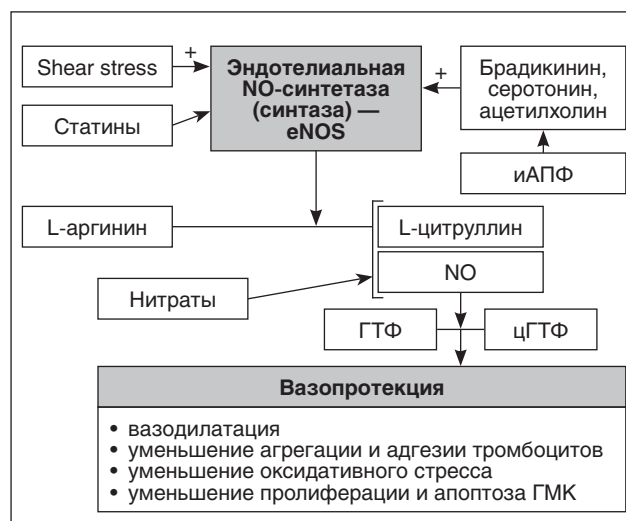 Shear stress
+
Статины
Эндотелиальная
NO-синтетаза
(синтаза) —
eNOS
+
Брадикинин,
серотонин,
ацетилхолин
иАПФ
L-аргинин
L-цитруллин
NO
Нитраты
ГТФ
цГТФ
Вазопротекция
• вазодилатация
• уменьшение агрегации и адгезии тромбоцитов
• уменьшение оксидативного стресса
• уменьшение пролиферации и апоптоза ГМК